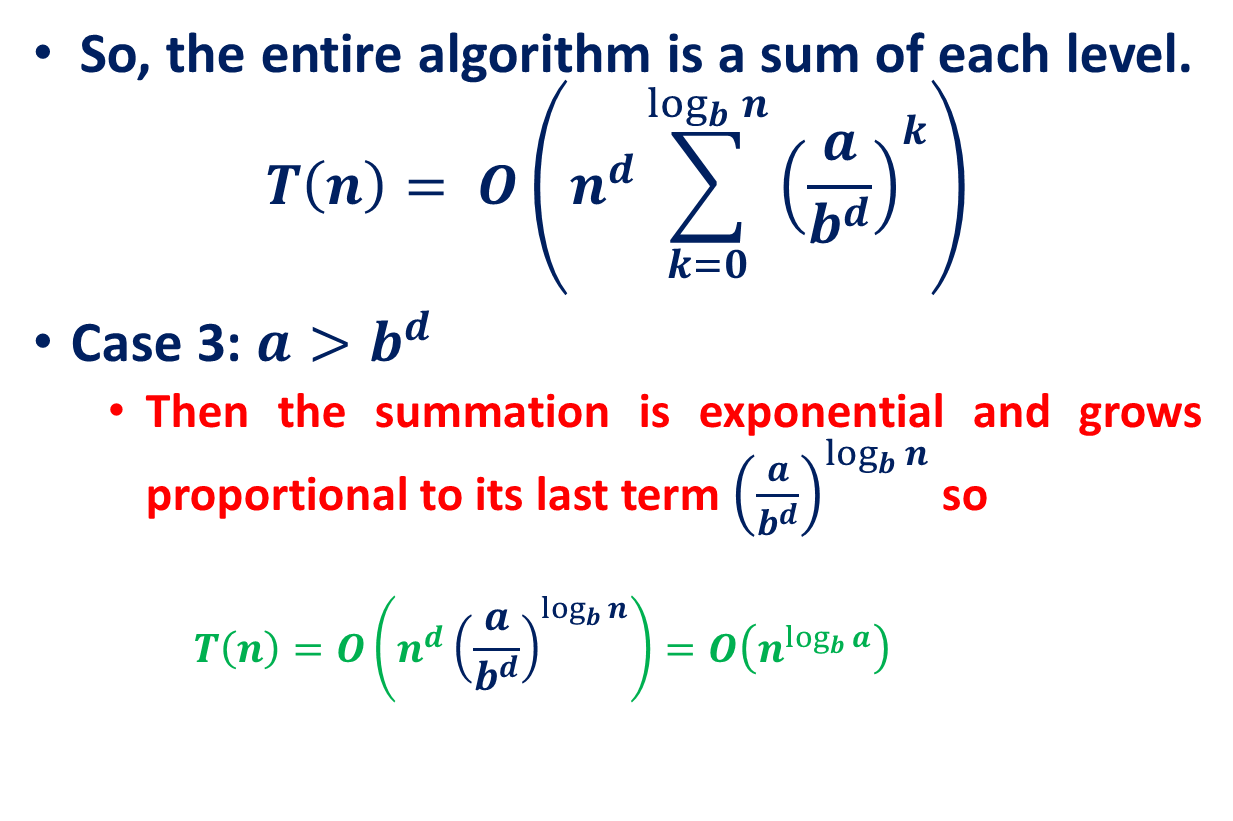 • So, the entire algorithm is a sum of each level.
T(n) = O(n^d ∑_{k=0}^{log_b n} (a/b^d)^k)
• Case 3: a > b^d
• Then the summation is exponential and grows
proportional to its last term (a/b^d)^{log_b n} so
T(n) = O(n^d (a/b^d)^{log_b n}) = O(n^{log_b a})